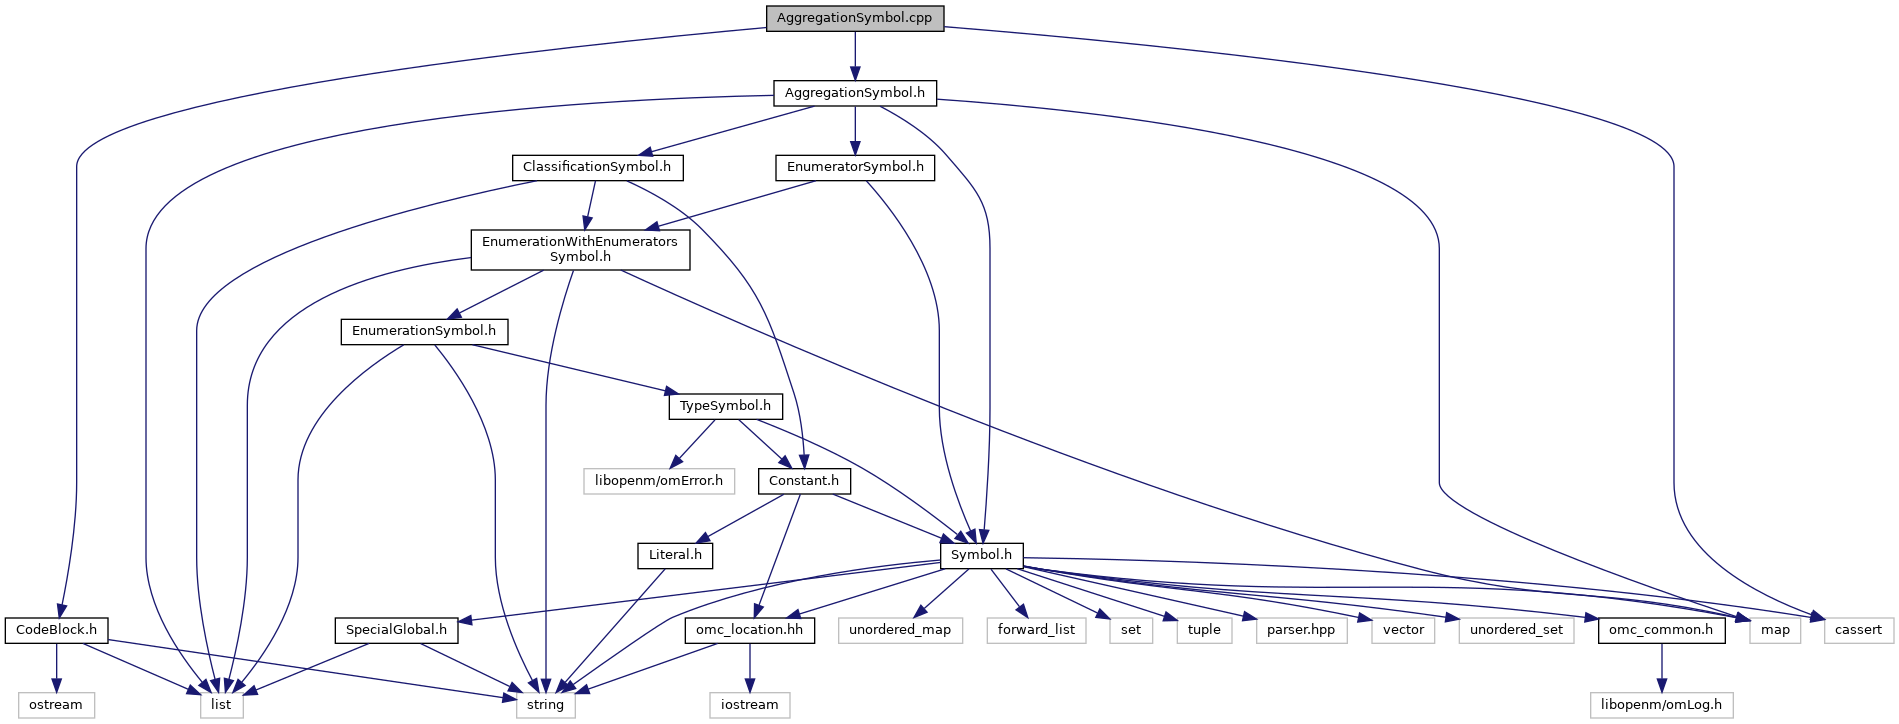 AggregationSymbol.cpp
AggregationSymbol.h
ClassificationSymbol.h
EnumeratorSymbol.h
EnumerationWithEnumerators
Symbol.h
EnumerationSymbol.h
TypeSymbol.h
libopenm/omError.h
Constant.h
Literal.h
Symbol.h
CodeBlock.h
SpecialGlobal.h
omc_location.hh
unordered_map
forward_list
set
tuple
parser.hpp
vector
unordered_set
omc_common.h
map
cassert
ostream
list
string
iostream
libopenm/omLog.h